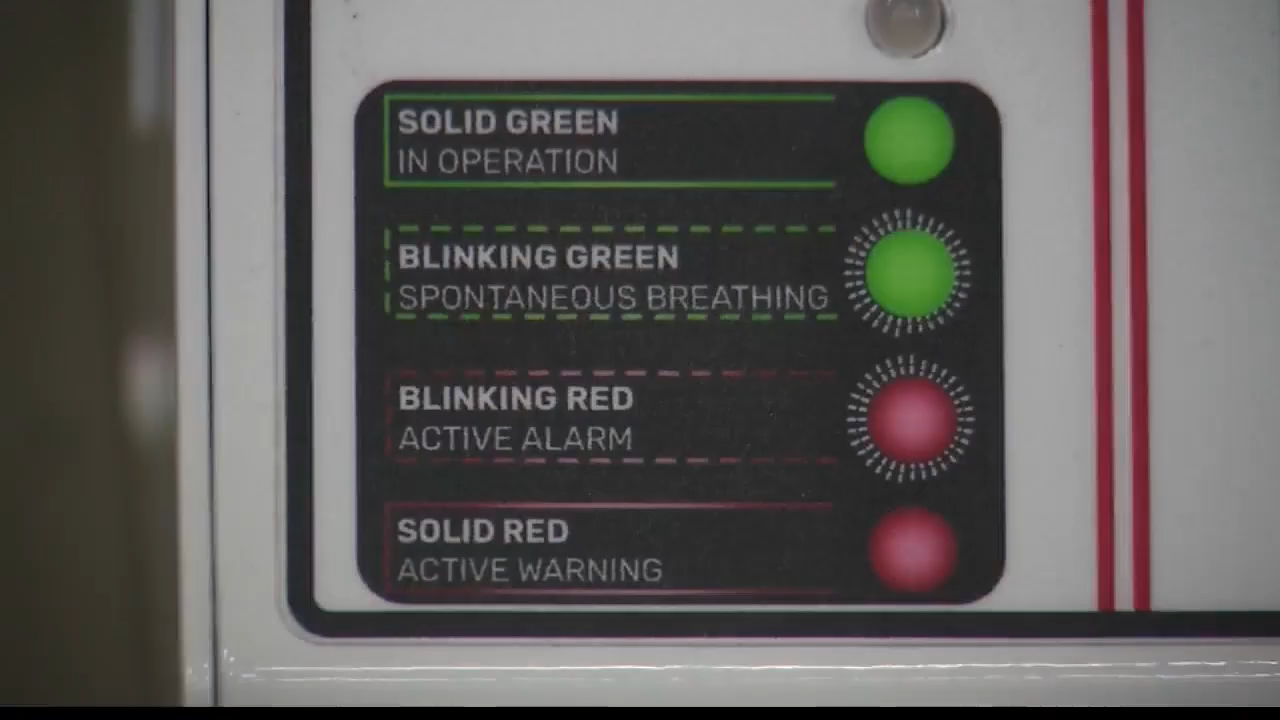 SOLID GREEN
IN OPERATION
BLINKING GREEN
SPONTANEOUS BREATHING
BLINKING RED
ACTIVE ALARM
SOLID RED
ACTIVE WARNING